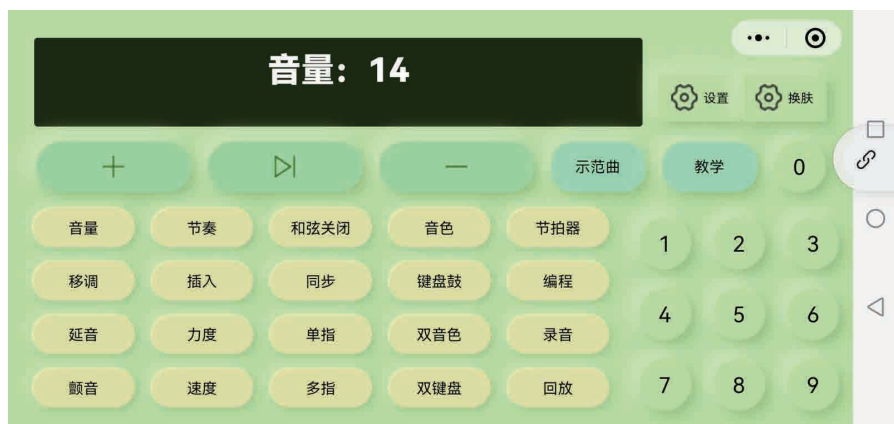 音量：14
设置 换肤
示范曲 教学 0
音量 节奏 和弦关闭 音色 节拍器
1 2 3
移调 插入 同步 键盘鼓 编程
4 5 6
延音 力度 单指 双音色 录音
颤音 速度 多指 双键盘 回放
7 8 9